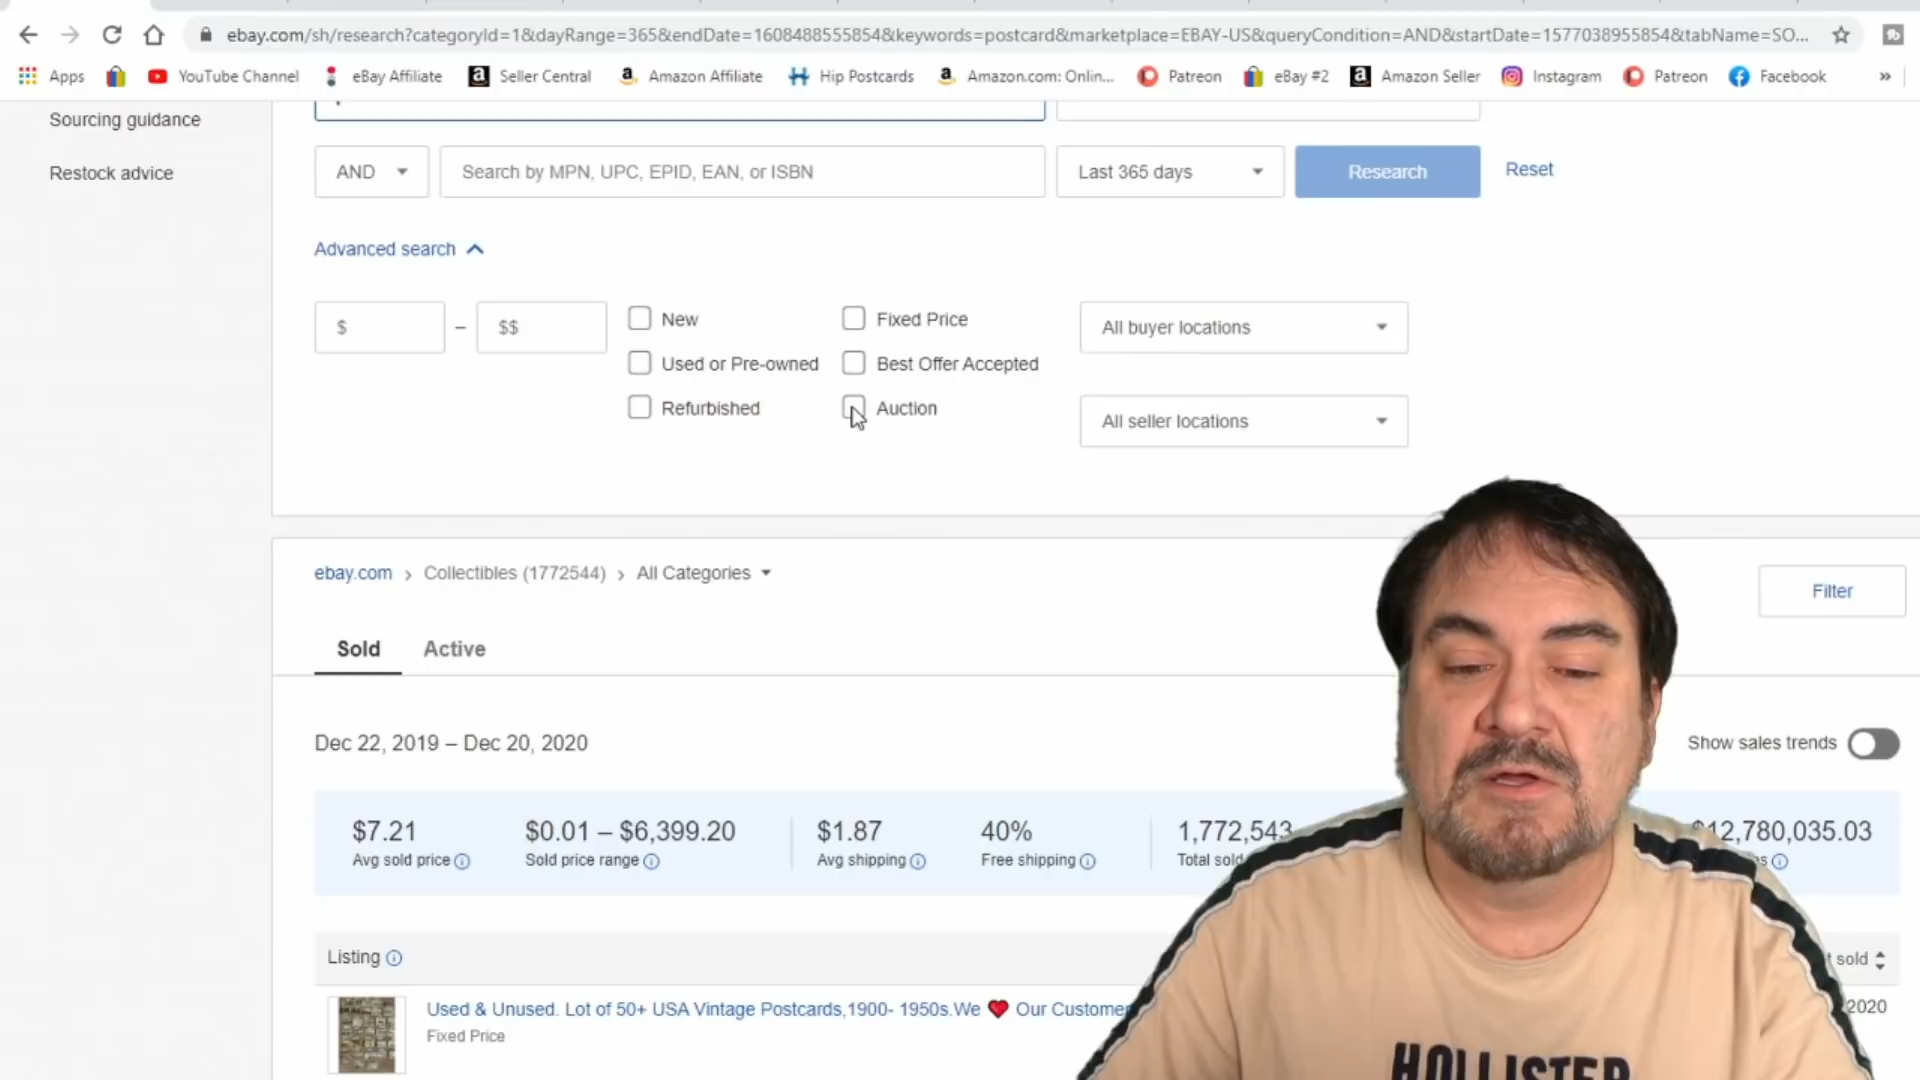 ebay.com/sh/research?categoryId=1&dayRange=365&endDate=1608488555854&keywords=postcard&marketplace=EBAY-US&queryCondition=AND&startDate=1577038955854&tabName=SO...
Apps YouTube Channel eBay Affiliate Seller Central Amazon Affiliate Hip Postcards Amazon.com: Onlin... Patreon eBay #2 Amazon Seller Instagram Patreon Facebook »
Sourcing guidance
Restock advice
AND Search by MPN, UPC, EPID, EAN, or ISBN Last 365 days Research Reset
Advanced search
$ – $$ New Fixed Price All buyer locations
Used or Pre-owned Best Offer Accepted
Refurbished Auction All seller locations
ebay.com › Collectibles (1772544) › All Categories
Filter
Sold Active
Dec 22, 2019 – Dec 20, 2020 Show sales trends
$7.21 $0.01 – $6,399.20 $1.87 40% 1,772,543 $12,780,035.03
Avg sold price Sold price range Avg shipping Free shipping Total sold
Listing sold
Used & Unused. Lot of 50+ USA Vintage Postcards,1900- 1950s.We ❤ Our Customer 2020
Fixed Price
HOLLISTER